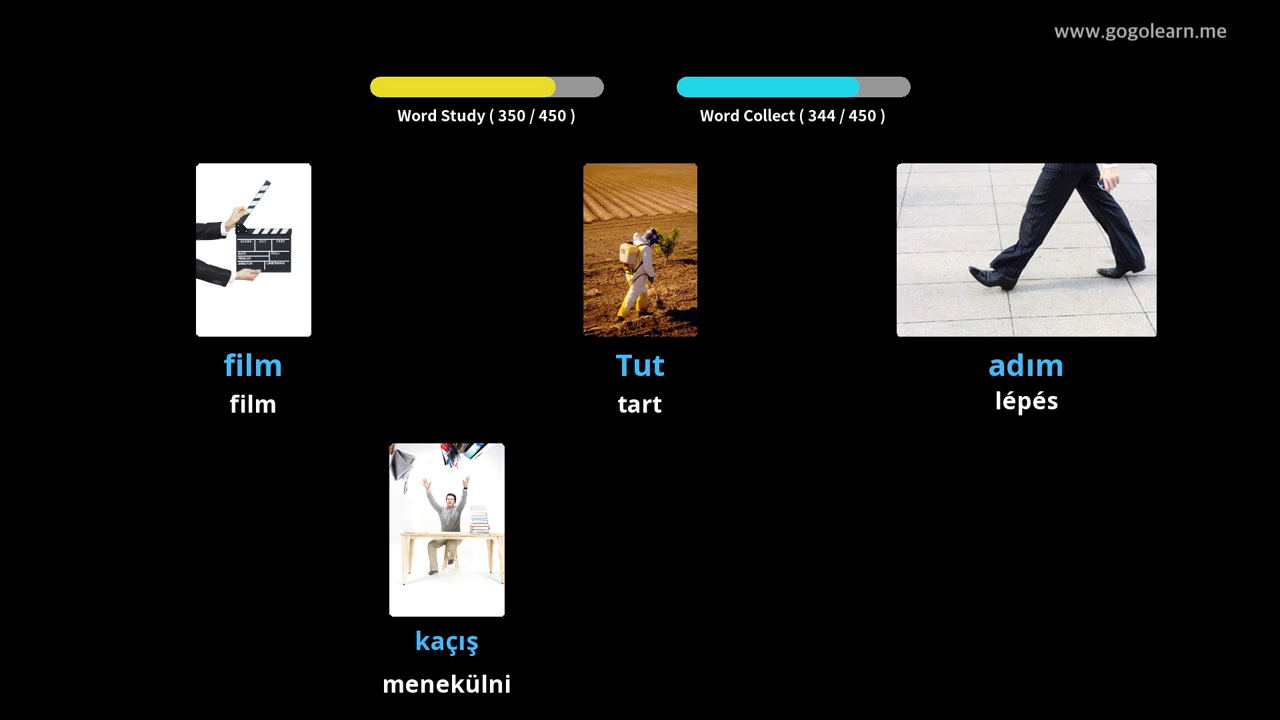 www.gogolearn.me
Word Study ( 350 / 450 )
Word Collect ( 344 / 450 )
film
film
Tut
tart
adım
lépés
kaçış
menekülni